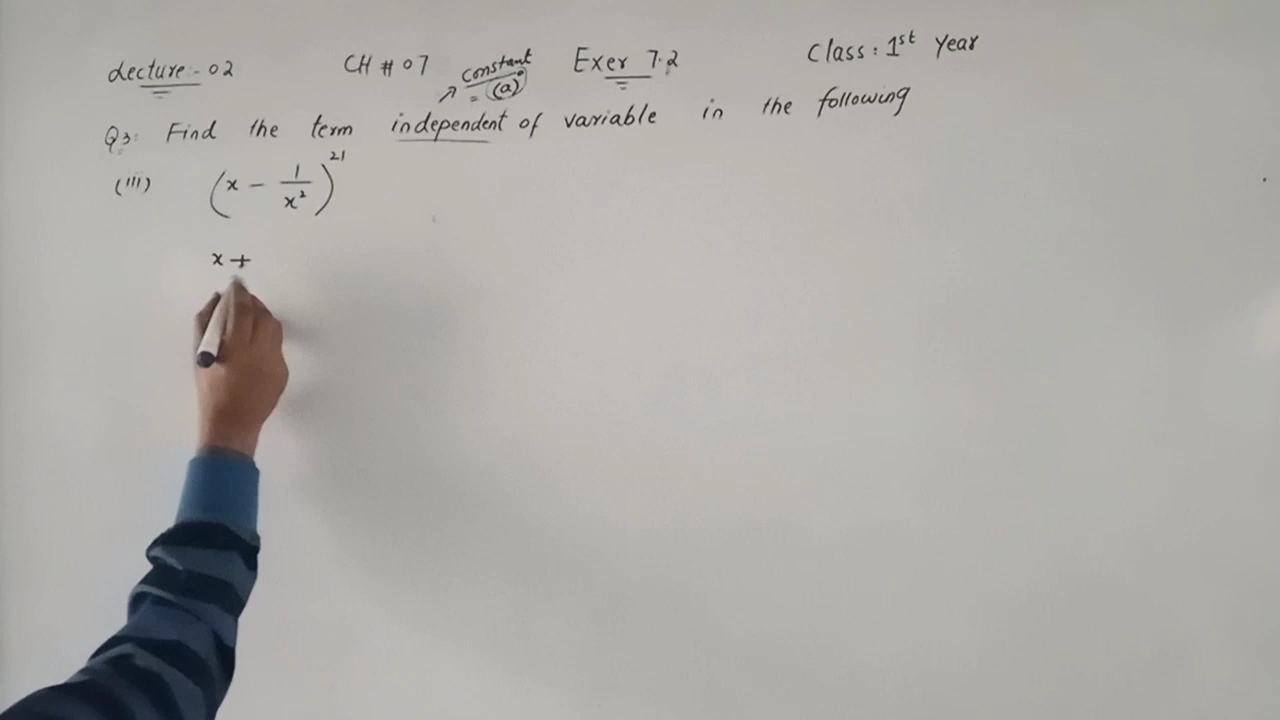 Lecture :- 02 CH # 07 Exer 7.2 Class : 1st Year
constant
= (a)°
Q3: Find the term independent of variable in the following
(iii) (x - 1/x²)²¹
x +